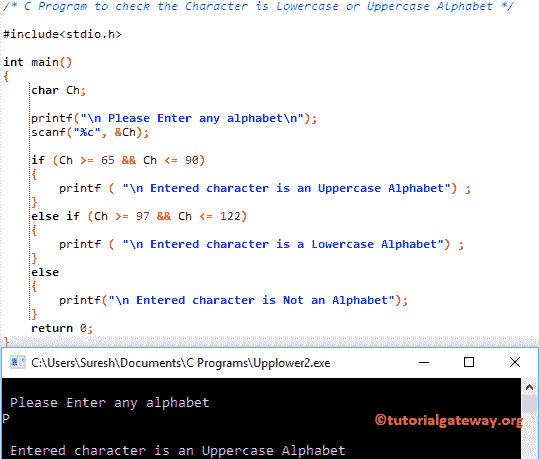 /* C Program to check the Character is Lowercase or Uppercase Alphabet */
#include<stdio.h>
int main()
{
char Ch;
printf("\n Please Enter any alphabet\n");
scanf("%c", &Ch);
if (Ch >= 65 && Ch <= 90)
{
printf ( "\n Entered character is an Uppercase Alphabet") ;
}
else if (Ch >= 97 && Ch <= 122)
{
printf ( "\n Entered character is a Lowercase Alphabet") ;
}
else
{
printf("\n Entered character is Not an Alphabet");
}
return 0;
}
C:\Users\Suresh\Documents\C Programs\Upplower2.exe
Please Enter any alphabet
P
©tutorialgateway.org
Entered character is an Uppercase Alphabet